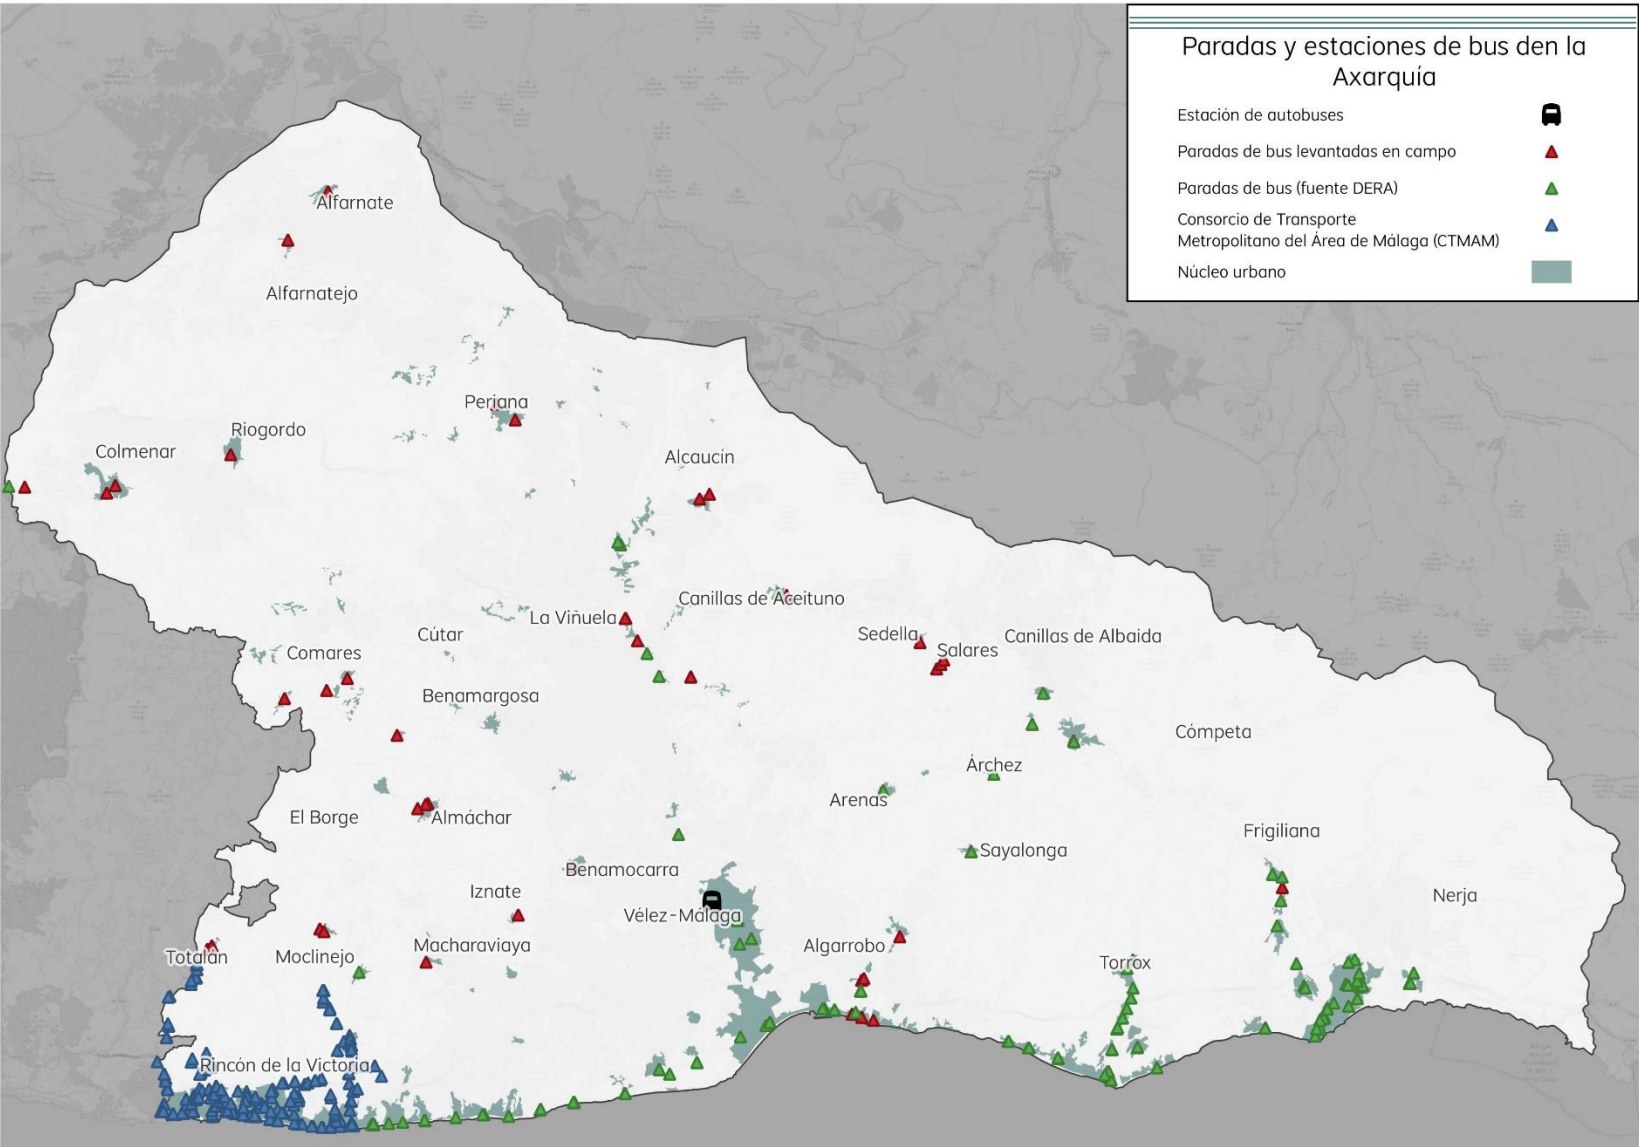 Paradas y estaciones de bus den la
Axarquía
Estación de autobuses
Paradas de bus levantadas en campo
Paradas de bus (fuente DERA)
Consorcio de Transporte
Metropolitano del Área de Málaga (CTMAM)
Núcleo urbano
Alfarnate
Alfarnatejo
Periana
Riogordo
Colmenar
Alcaucín
Canillas de Aceituno
La Viñuela
Sedella
Salares
Canillas de Albaida
Cútar
Comares
Benamargosa
Cómpeta
Árchez
Arenas
El Borge
Almáchar
Frigiliana
Sayalonga
Benamocarra
Iznate
Nerja
Vélez-Málaga
Macharaviaya
Algarrobo
Totalán
Moclinejo
Torrox
Rincón de la Victoria